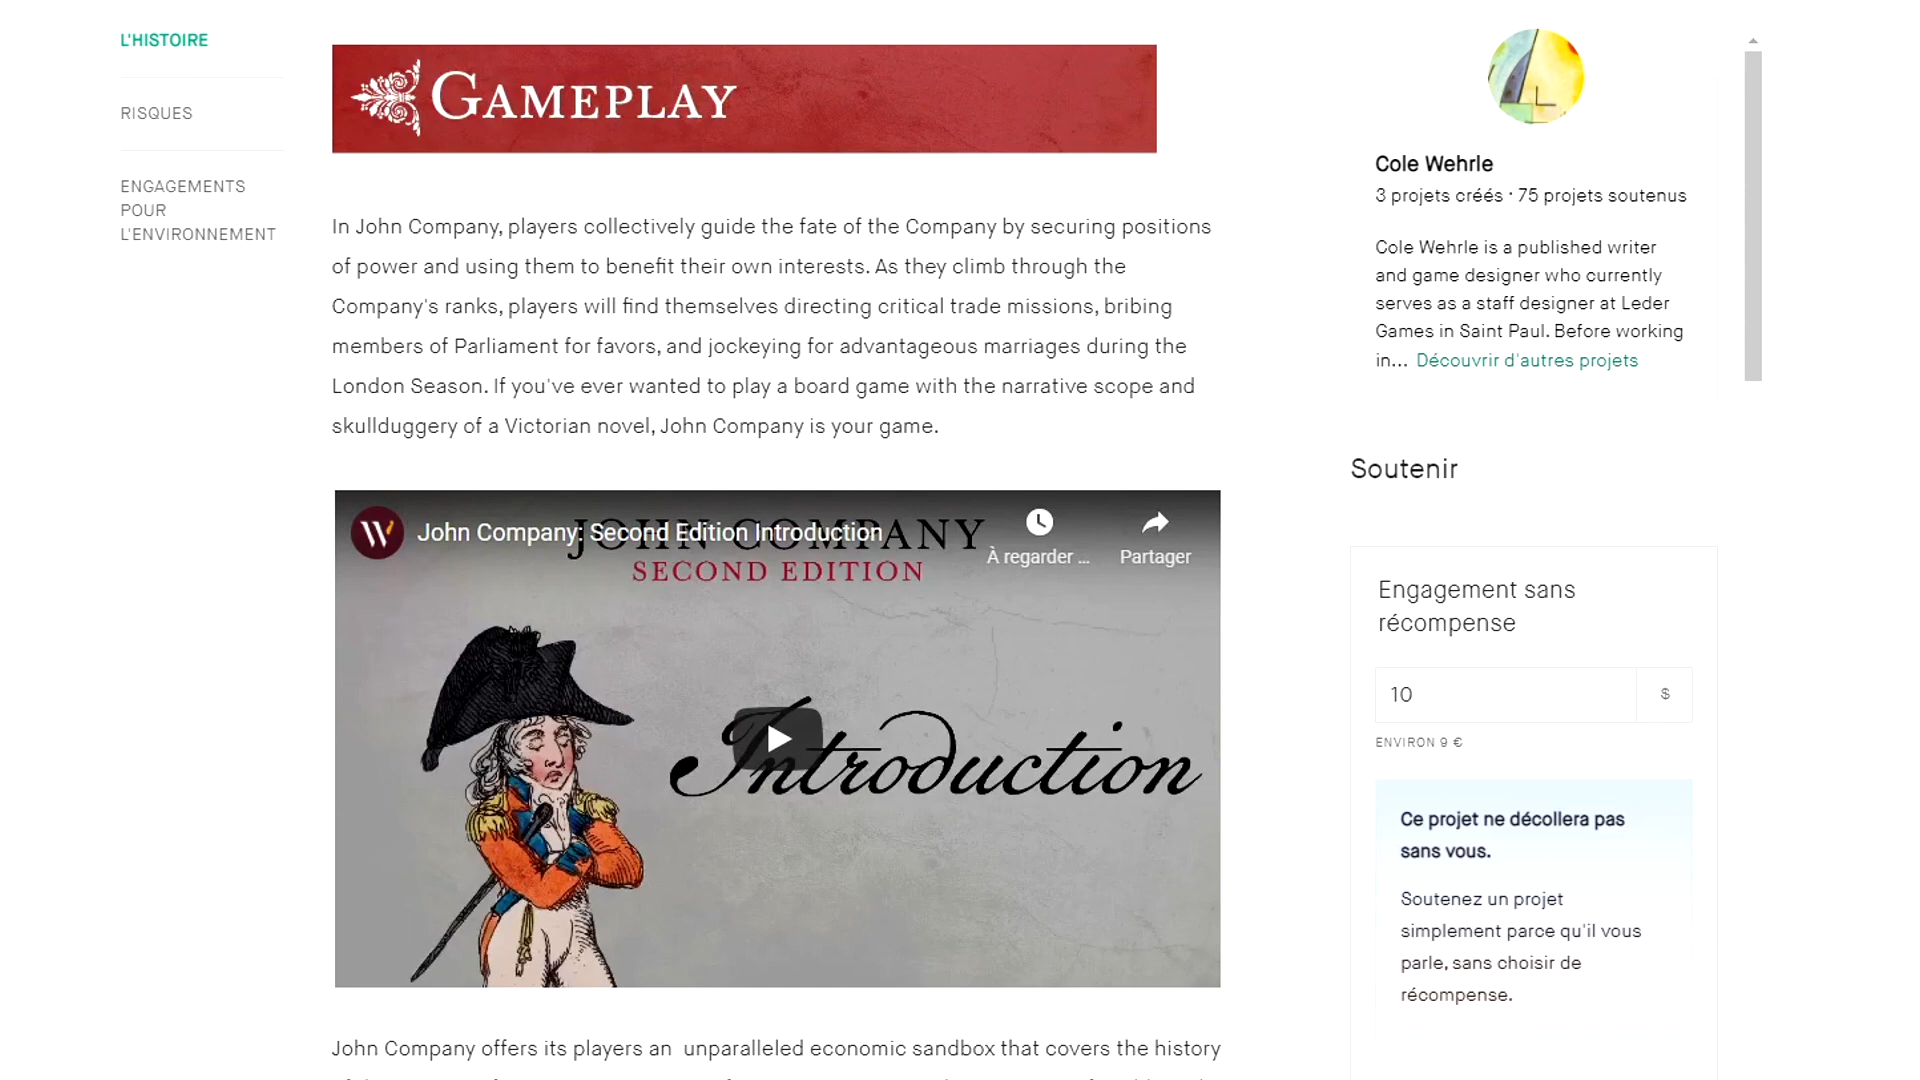 L'HISTOIRE
RISQUES
ENGAGEMENTS
POUR
L'ENVIRONNEMENT
GAMEPLAY
In John Company, players collectively guide the fate of the Company by securing positions
of power and using them to benefit their own interests. As they climb through the
Company's ranks, players will find themselves directing critical trade missions, bribing
members of Parliament for favors, and jockeying for advantageous marriages during the
London Season. If you've ever wanted to play a board game with the narrative scope and
skullduggery of a Victorian novel, John Company is your game.
John Company: Second Edition Introduction
JOHN COMPANY
SECOND EDITION
À regarder ...
Partager
Introduction
John Company offers its players an unparalleled economic sandbox that covers the history
Cole Wehrle
3 projets créés · 75 projets soutenus
Cole Wehrle is a published writer
and game designer who currently
serves as a staff designer at Leder
Games in Saint Paul. Before working
in... Découvrir d'autres projets
Soutenir
Engagement sans
récompense
10 $
ENVIRON 9 €
Ce projet ne décollera pas
sans vous.
Soutenez un projet
simplement parce qu'il vous
parle, sans choisir de
récompense.